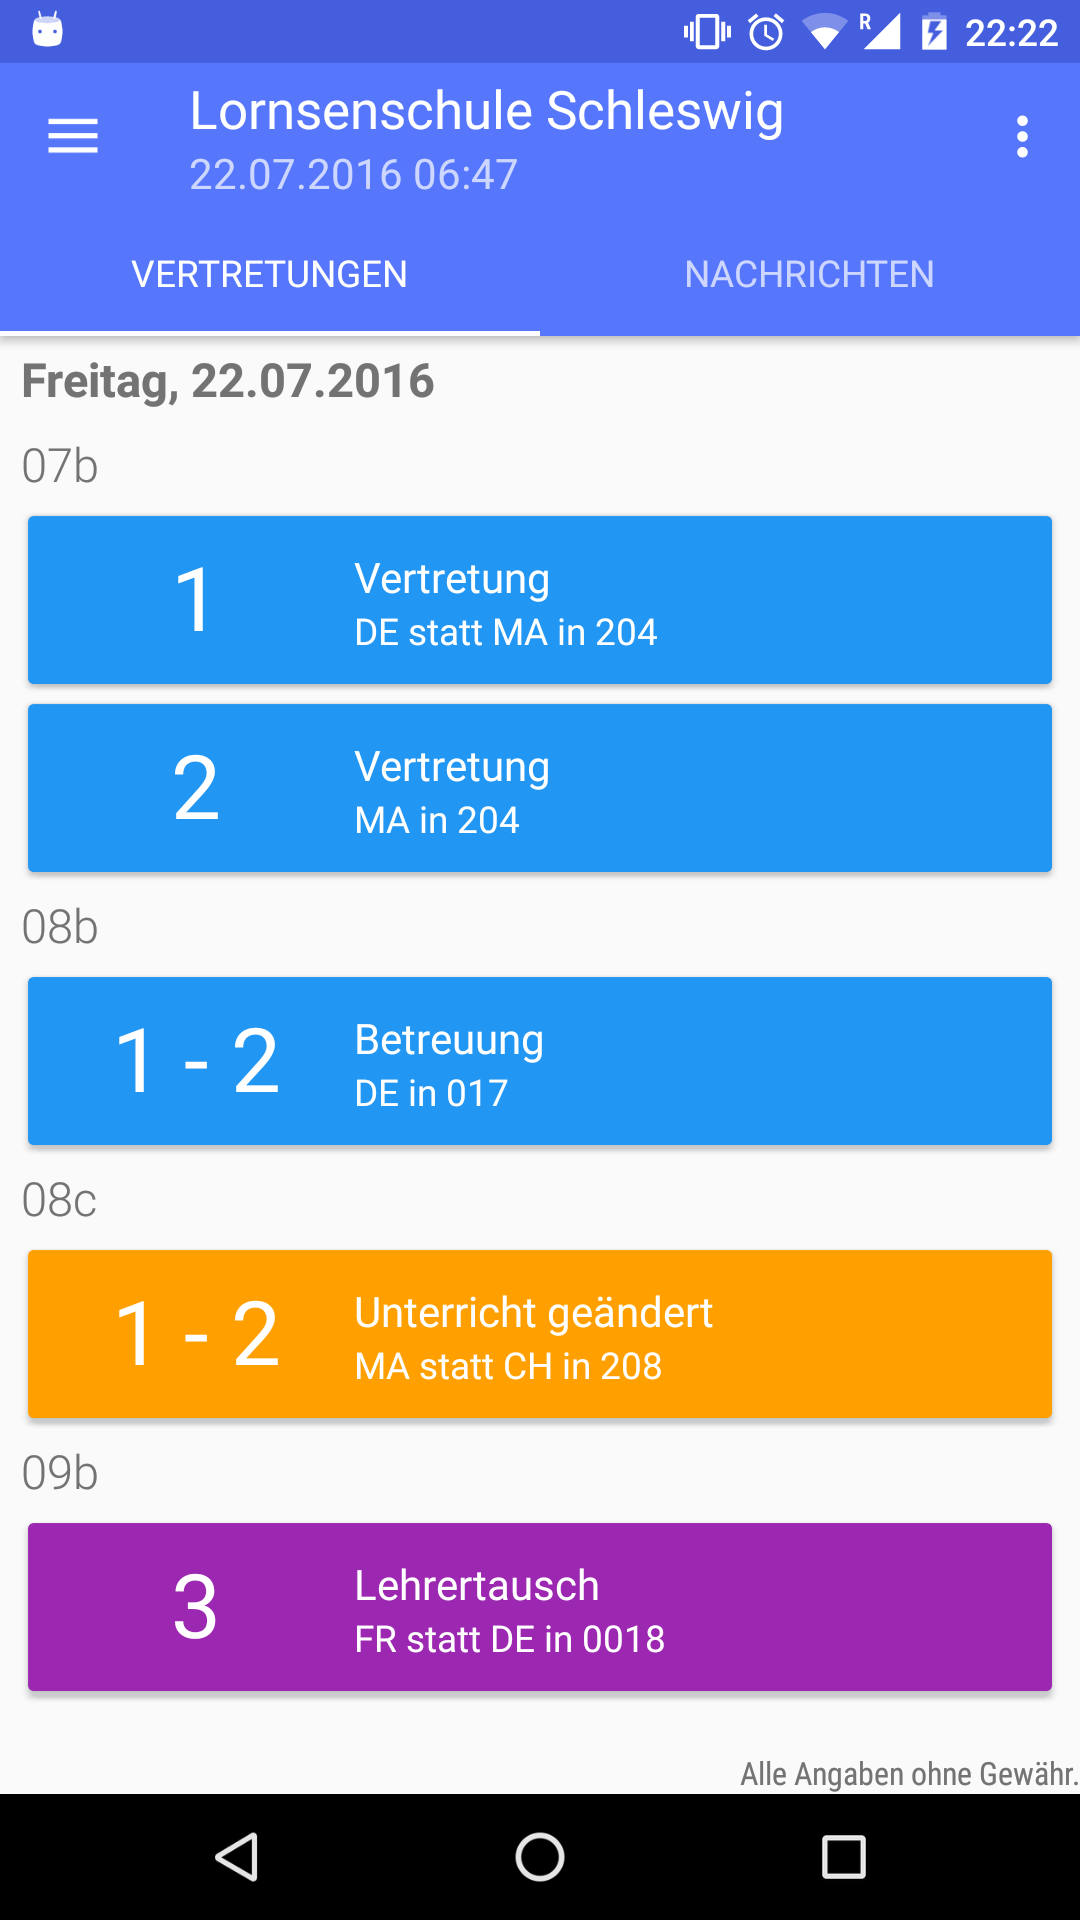 R 22:22
Lornsenschule Schleswig
22.07.2016 06:47
VERTRETUNGEN NACHRICHTEN
Freitag, 22.07.2016
07b
1 Vertretung
DE statt MA in 204
2 Vertretung
MA in 204
08b
1 - 2 Betreuung
DE in 017
08c
1 - 2 Unterricht geändert
MA statt CH in 208
09b
3 Lehrertausch
FR statt DE in 0018
Alle Angaben ohne Gewähr.